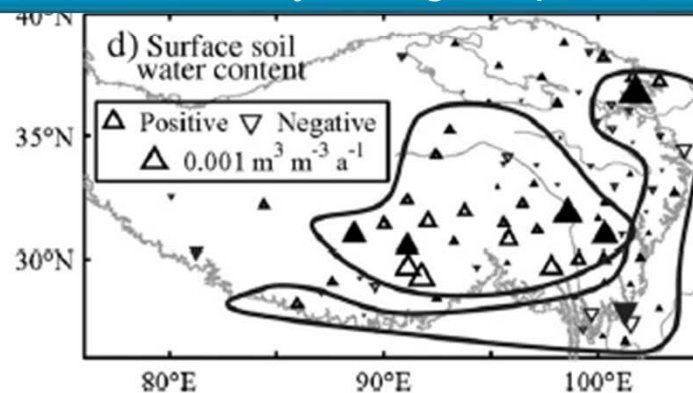 40°N
d) Surface soil
water content
△ Positive ▽ Negative
△ 0.001 m³ m⁻³ a⁻¹
35°N
30°N
80°E 90°E 100°E